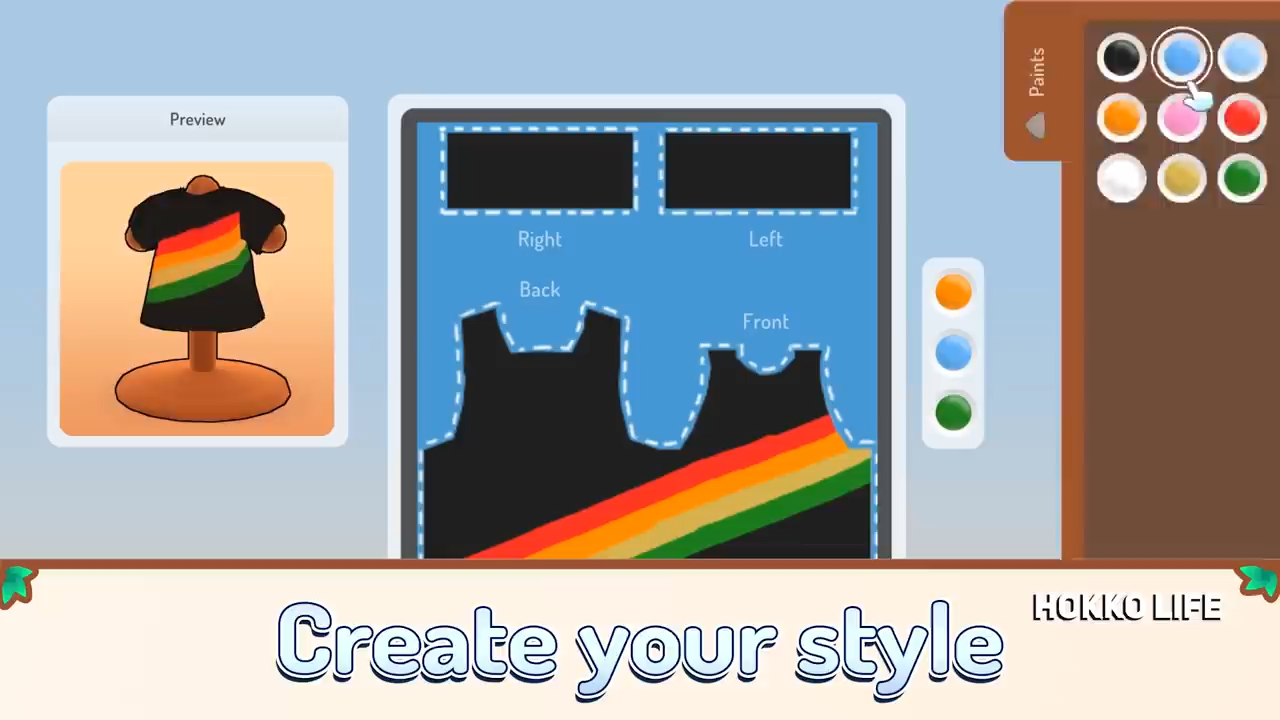 Paints
Preview
Right
Left
Back
Front
HOKKO LIFE
Create your style